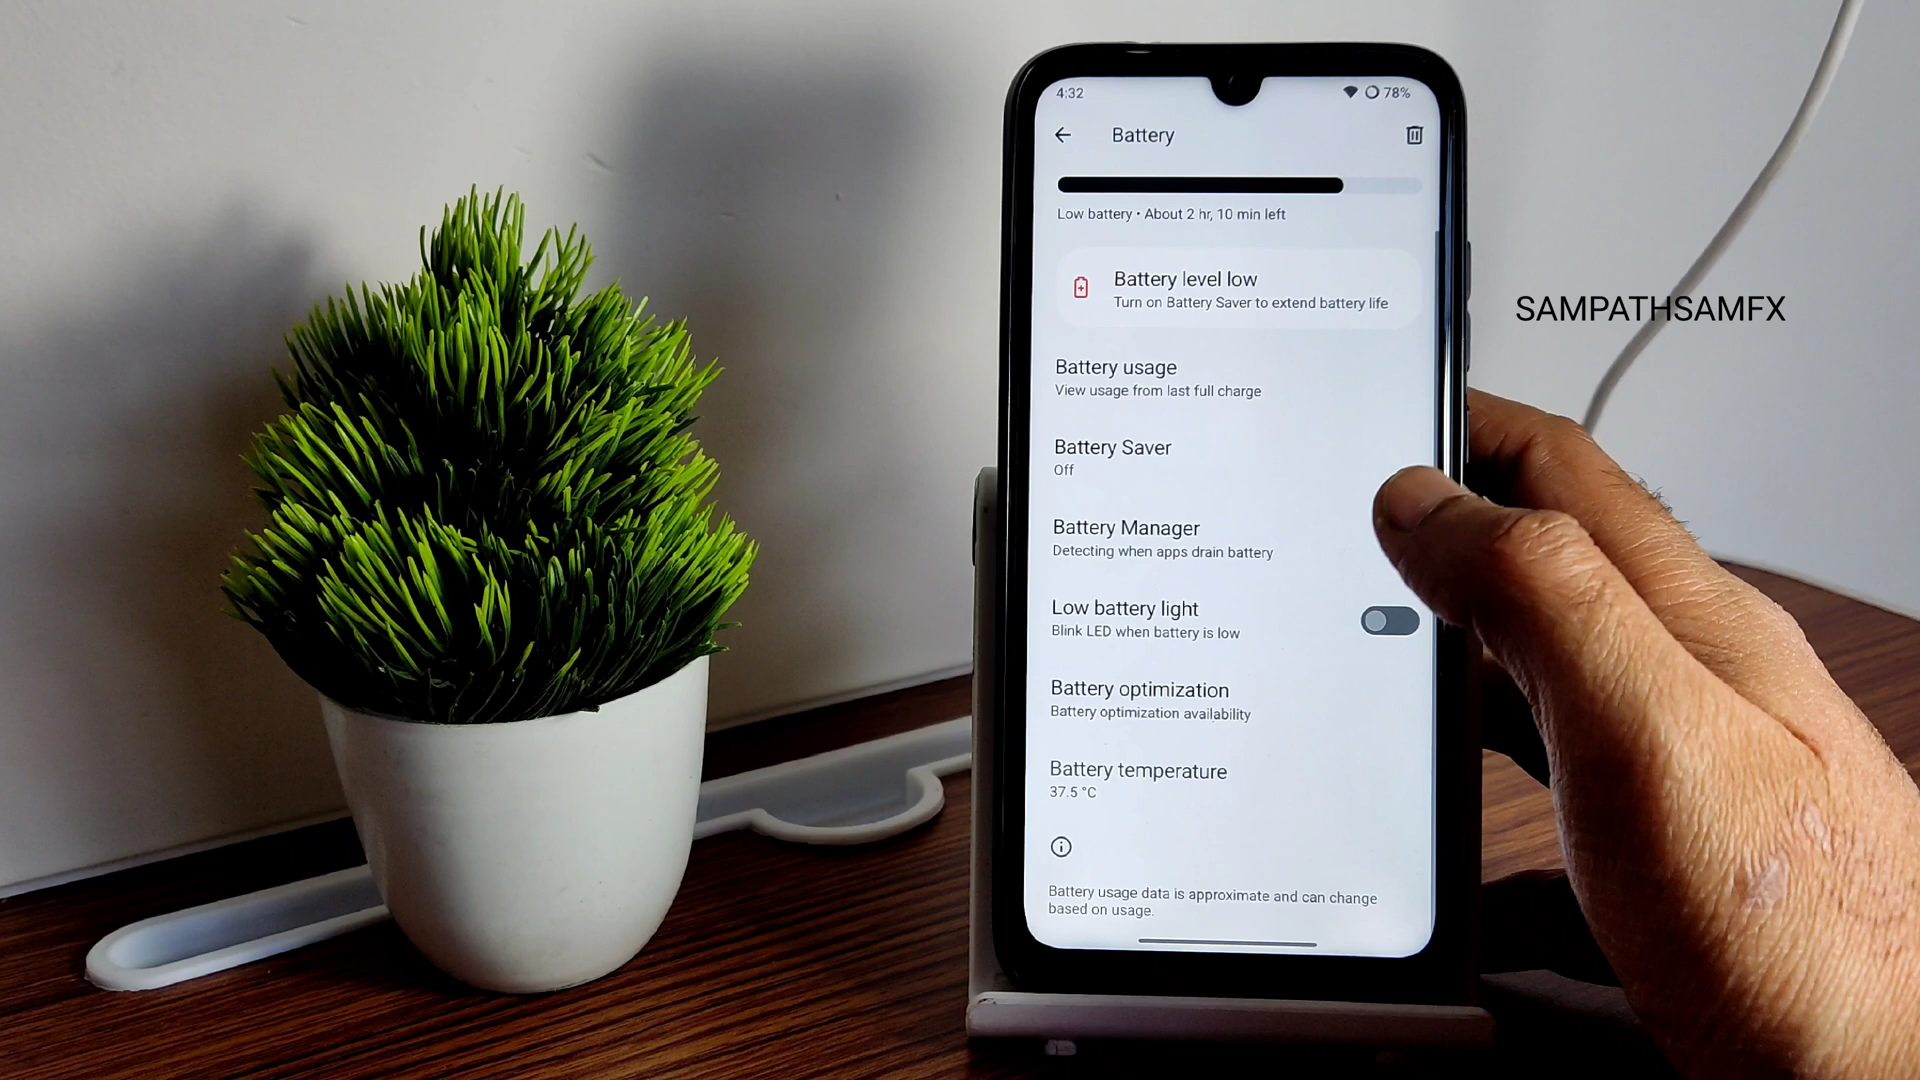 4:32 78%
Battery
Low battery • About 2 hr, 10 min left
Battery level low
Turn on Battery Saver to extend battery life
SAMPATHSAMFX
Battery usage
View usage from last full charge
Battery Saver
Off
Battery Manager
Detecting when apps drain battery
Low battery light
Blink LED when battery is low
Battery optimization
Battery optimization availability
Battery temperature
37.5 °C
Battery usage data is approximate and can change
based on usage.